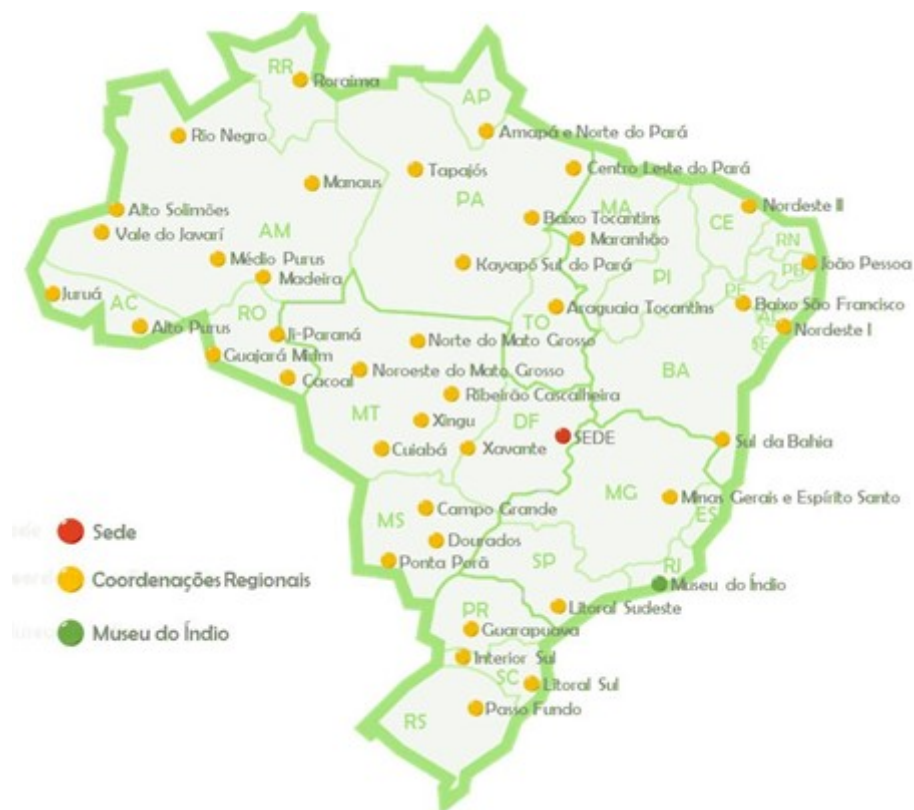 RR
Roraima
AP
Rio Negro
Amapá e Norte do Pará
Tapajós
Centro Leste do Pará
Manaus
PA
MA
Alto Solimões
Nordeste II
Baixo Tocantins
CE
Vale do Javarí
AM
Maranhão
RN
Médio Purus
Kayapó Sul do Pará
PI
PB
João Pessoa
Madeira
PE
Juruá
AC
RO
Araguaia Tocantins
Baixo São Francisco
AL
Alto Purus
Ji-Paraná
TO
Nordeste I
SE
Norte do Mato Grosso
Guajará Mirim
Cacoal
Noroeste do Mato Grosso
BA
Ribeirão Cascalheira
MT
Xingu
DF
SEDE
Sul da Bahia
Cuiabá
Xavante
MG
Minas Gerais e Espírito Santo
MS
Campo Grande
ES
Sede
Dourados
Ponta Porã
SP
RJ
Coordenações Regionais
Museu do Índio
PR
Litoral Sudeste
Guarapuava
Museu do Índio
Interior Sul
SC
Litoral Sul
RS
Passo Fundo